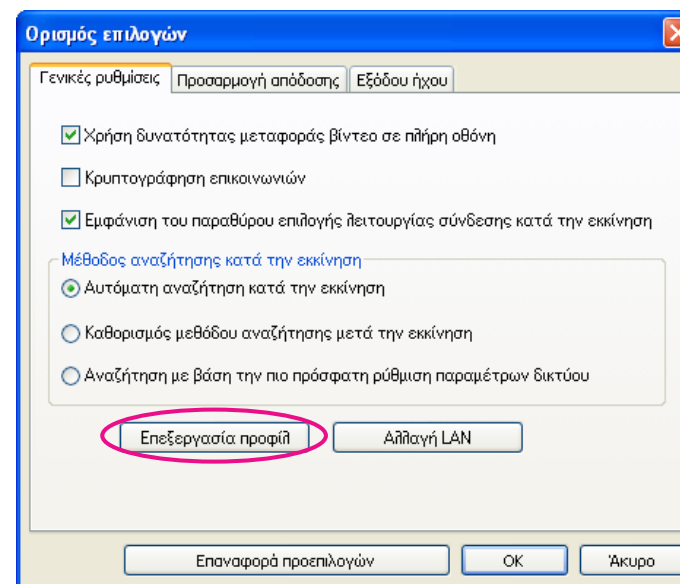 Ορισμός επιλογών
Γενικές ρυθμίσεις Προσαρμογή απόδοσης Εξόδου ήχου
Χρήση δυνατότητας μεταφοράς βίντεο σε πλήρη οθόνη
Κρυπτογράφηση επικοινωνιών
Εμφάνιση του παραθύρου επιλογής λειτουργίας σύνδεσης κατά την εκκίνηση
Μέθοδος αναζήτησης κατά την εκκίνηση
Αυτόματη αναζήτηση κατά την εκκίνηση
Καθορισμός μεθόδου αναζήτησης μετά την εκκίνηση
Αναζήτηση με βάση την πιο πρόσφατη ρύθμιση παραμέτρων δικτύου
Επεξεργασία προφίλ Αλλαγή LAN
Επαναφορά προεπιλογών OK Άκυρο